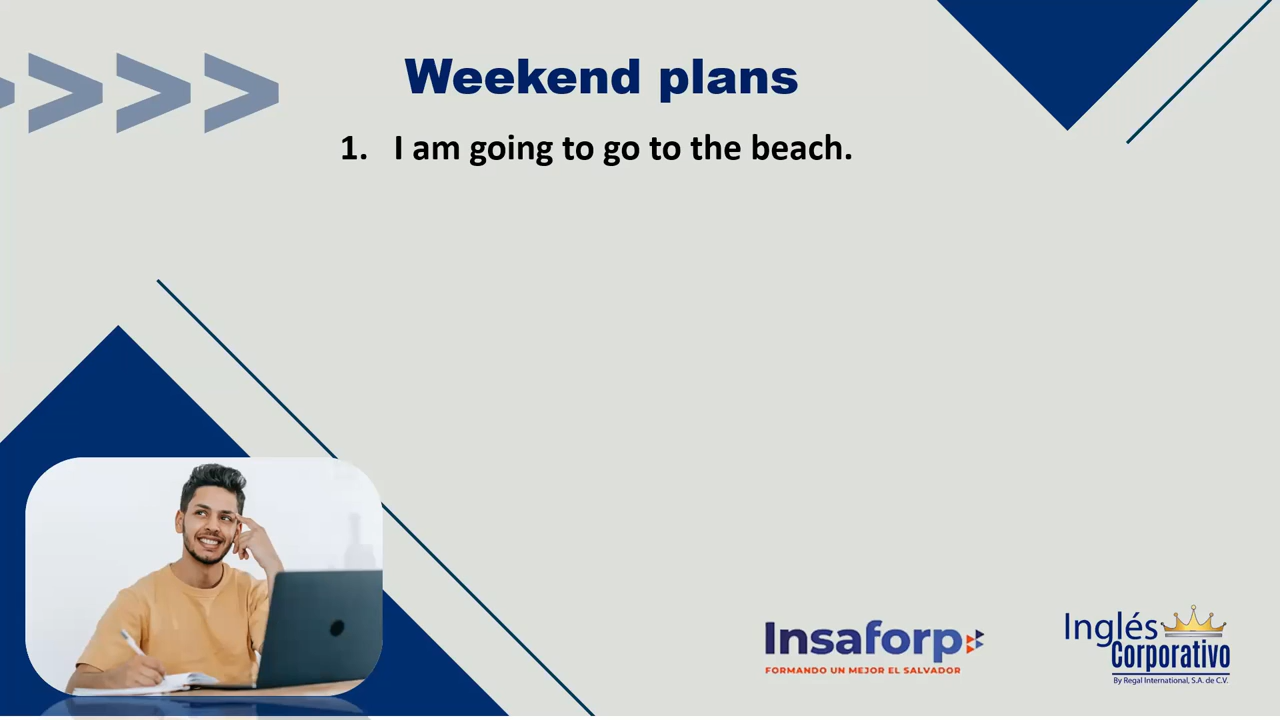 Weekend plans
1. I am going to go to the beach.
Insaforp
FORMANDO UN MEJOR EL SALVADOR
Inglés
Corporativo
By Regal International, S.A. de C.V.